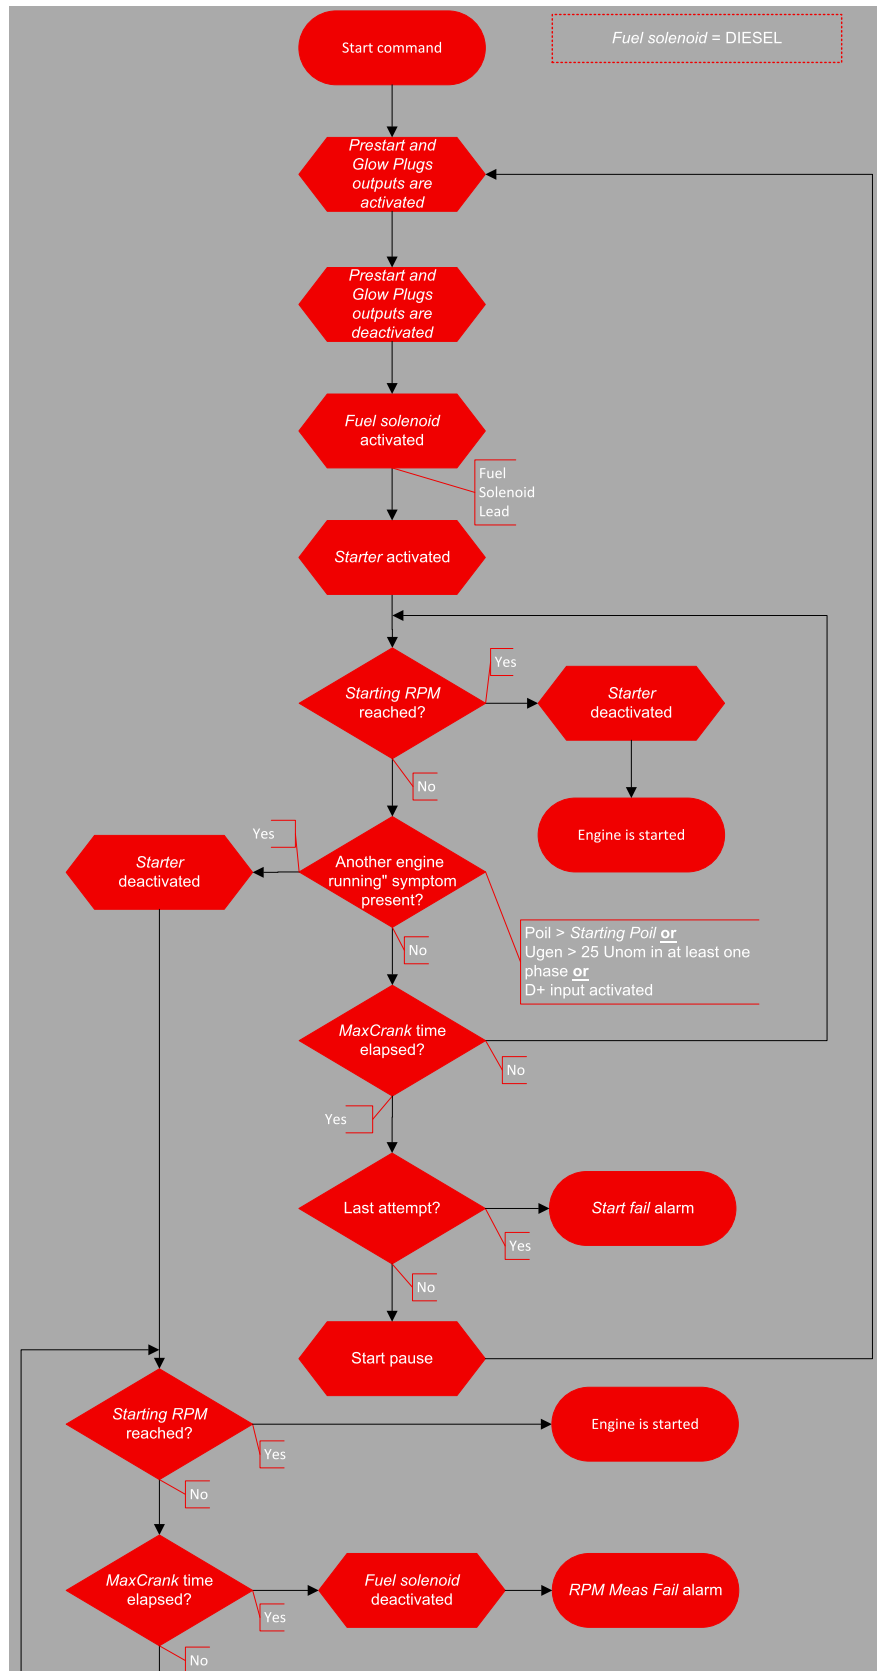 Start command
Fuel solenoid = DIESEL
Prestart and
Glow Plugs
outputs are
activated
Prestart and
Glow Plugs
outputs are
deactivated
Fuel solenoid
activated
Fuel
Solenoid
Lead
Starter activated
Starting RPM
reached?
Yes
Starter
deactivated
No
Engine is started
Yes
Starter
deactivated
Another engine
running" symptom
present?
Poil > Starting Poil or
Ugen > 25 Unom in at least one
phase or
D+ input activated
No
MaxCrank time
elapsed?
No
Yes
Last attempt?
Start fail alarm
Yes
No
Start pause
Starting RPM
reached?
Yes
Engine is started
No
MaxCrank time
elapsed?
Yes
Fuel solenoid
deactivated
RPM Meas Fail alarm
No